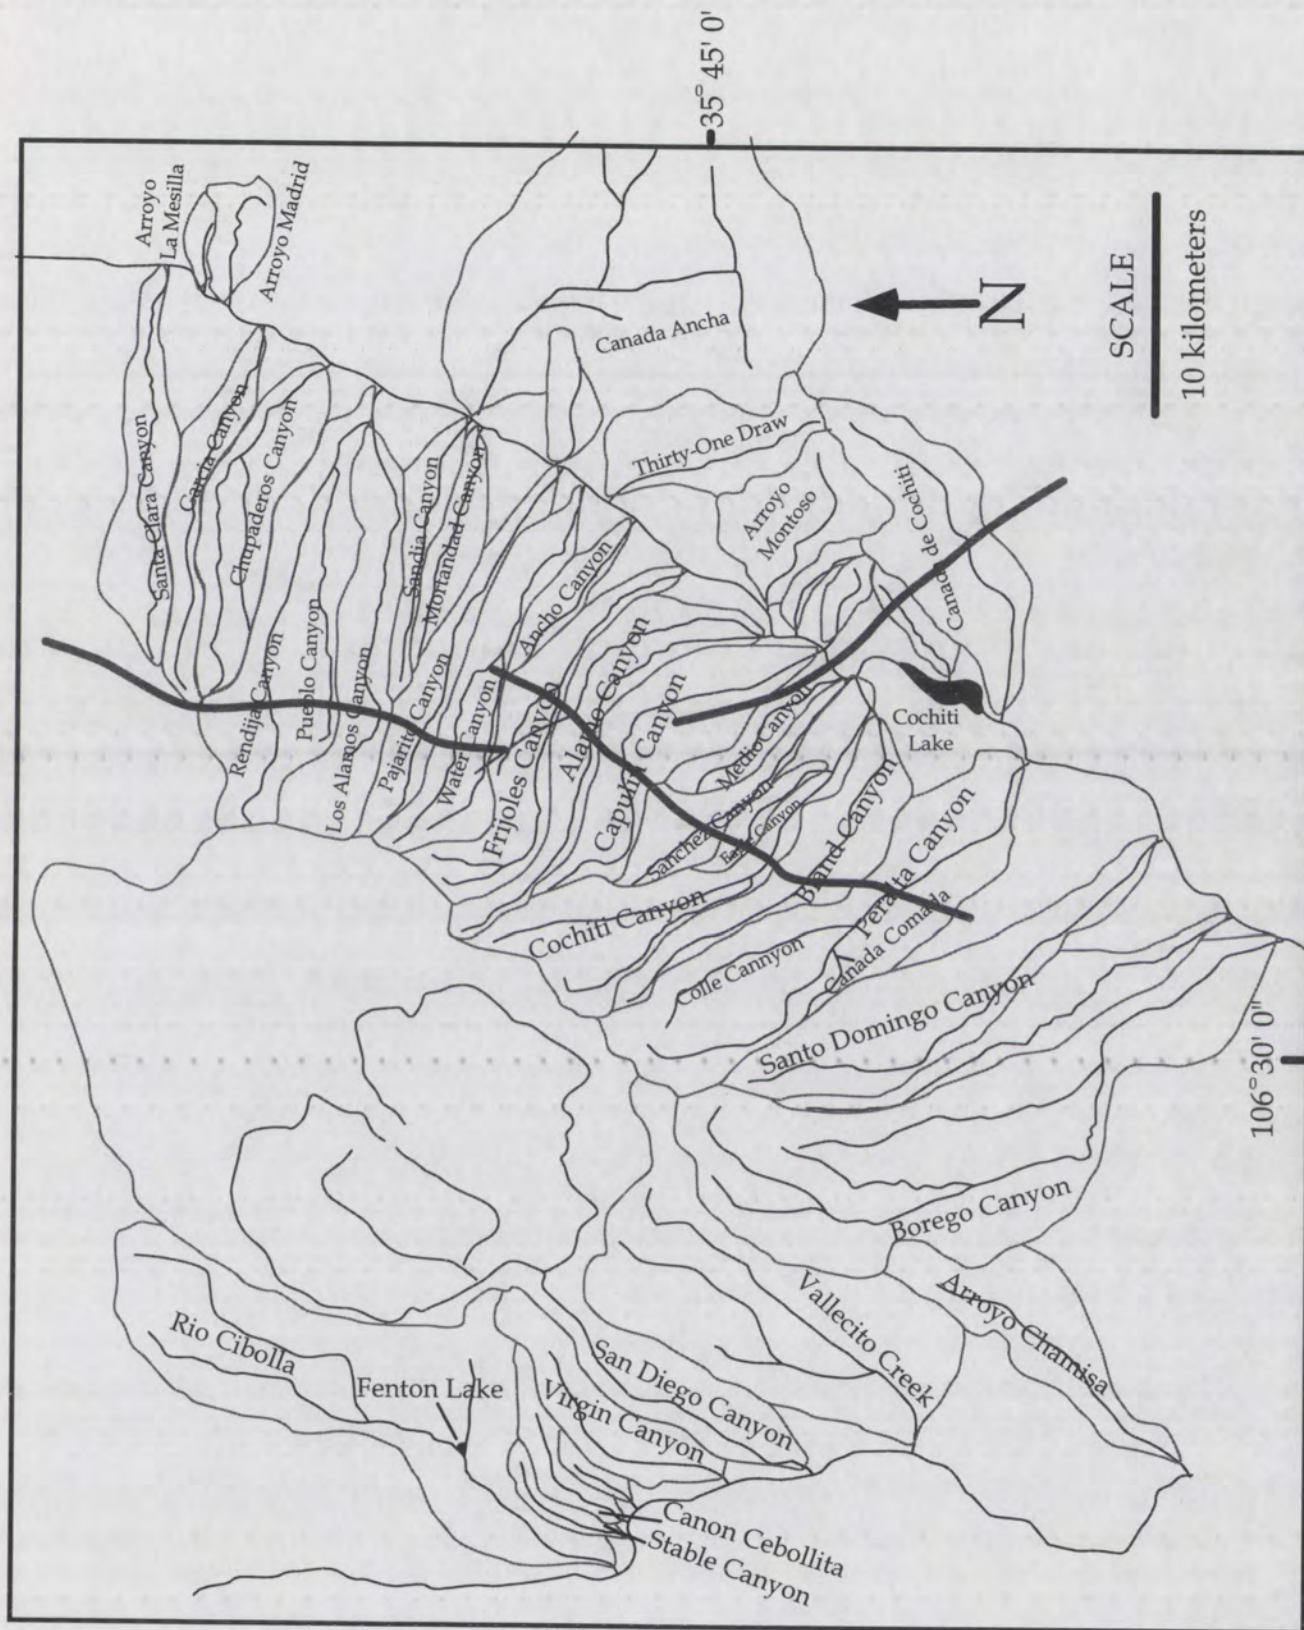 35° 45' 0'
Arroyo
La Mesilla
Arroyo Madrid
Santa Clara Canyon
Garcia Canyon
Chupaderos Canyon
Rendija Canyon
Pueblo Canyon
Los Alamos Canyon
Sandia Canyon
Mortandad Canyon
Pajarito Canyon
Water Canyon
Ancho Canyon
Frijoles Canyon
Alamo Canyon
Capulin Canyon
Medio Canyon
Sanchez Canyon
Eagle Canyon
Cochiti Canyon
Bland Canyon
Colle Cannyon
Peralta Canyon
Canada Comada
Santo Domingo Canyon
Borego Canyon
Canada Ancha
Thirty-One Draw
Arroyo
Montoso
Canada de Cochiti
Cochiti
Lake
N
SCALE
10 kilometers
106° 30' 0"
Rio Cibolla
Fenton Lake
San Diego Canyon
Virgin Canyon
Vallecito Creek
Arroyo Chamisa
Canon Cebollita
Stable Canyon